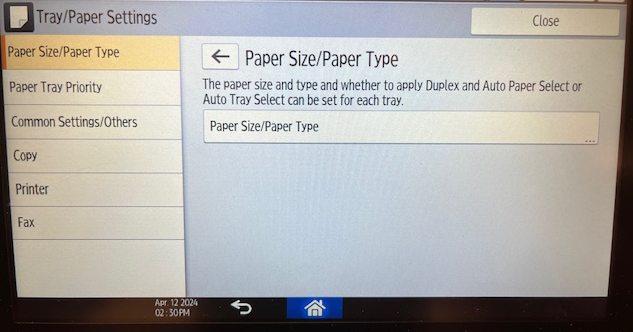 Tray/Paper Settings
Close
Paper Size/Paper Type
Paper Tray Priority
Common Settings/Others
Copy
Printer
Fax
Paper Size/Paper Type
The paper size and type and whether to apply Duplex and Auto Paper Select or
Auto Tray Select can be set for each tray.
Paper Size/Paper Type
...
Apr. 12 2024
02:30PM